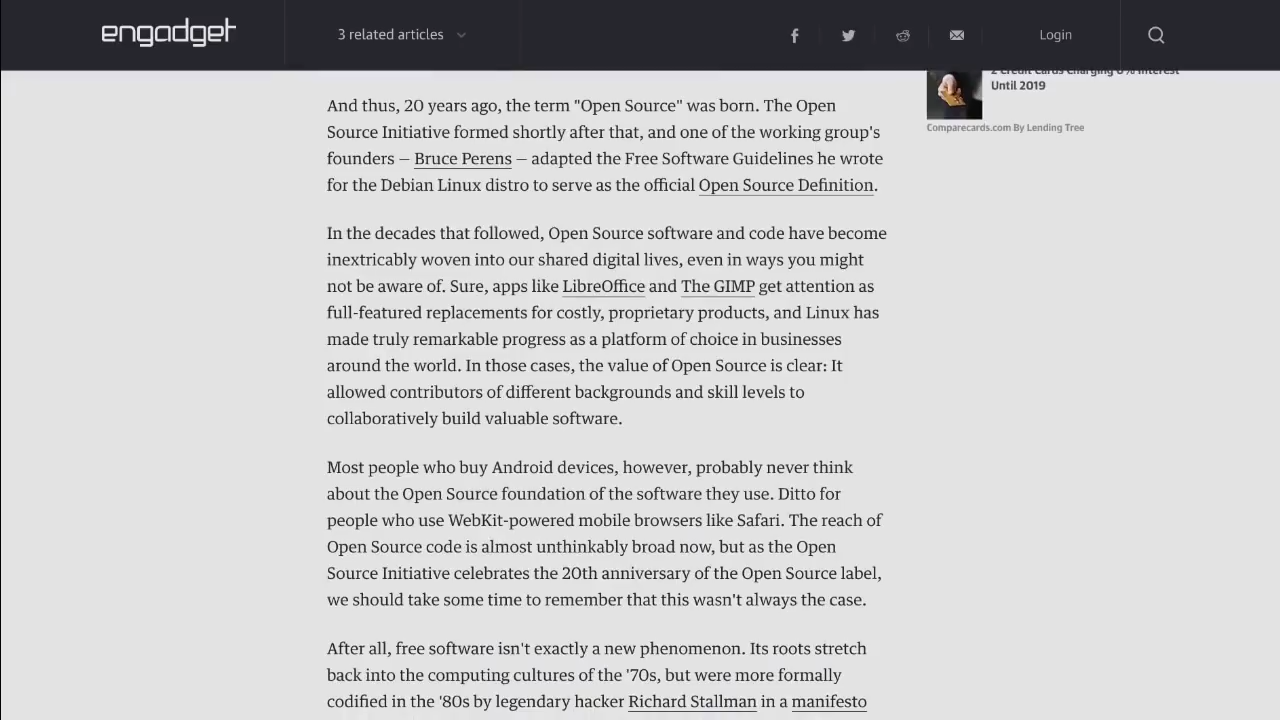 engadget
3 related articles
Login
2 Credit Cards Charging 0% Interest
Until 2019
Comparecards.com By Lending Tree
And thus, 20 years ago, the term "Open Source" was born. The Open
Source Initiative formed shortly after that, and one of the working group's
founders — Bruce Perens — adapted the Free Software Guidelines he wrote
for the Debian Linux distro to serve as the official Open Source Definition.
In the decades that followed, Open Source software and code have become
inextricably woven into our shared digital lives, even in ways you might
not be aware of. Sure, apps like LibreOffice and The GIMP get attention as
full-featured replacements for costly, proprietary products, and Linux has
made truly remarkable progress as a platform of choice in businesses
around the world. In those cases, the value of Open Source is clear: It
allowed contributors of different backgrounds and skill levels to
collaboratively build valuable software.
Most people who buy Android devices, however, probably never think
about the Open Source foundation of the software they use. Ditto for
people who use WebKit-powered mobile browsers like Safari. The reach of
Open Source code is almost unthinkably broad now, but as the Open
Source Initiative celebrates the 20th anniversary of the Open Source label,
we should take some time to remember that this wasn't always the case.
After all, free software isn't exactly a new phenomenon. Its roots stretch
back into the computing cultures of the '70s, but were more formally
codified in the '80s by legendary hacker Richard Stallman in a manifesto